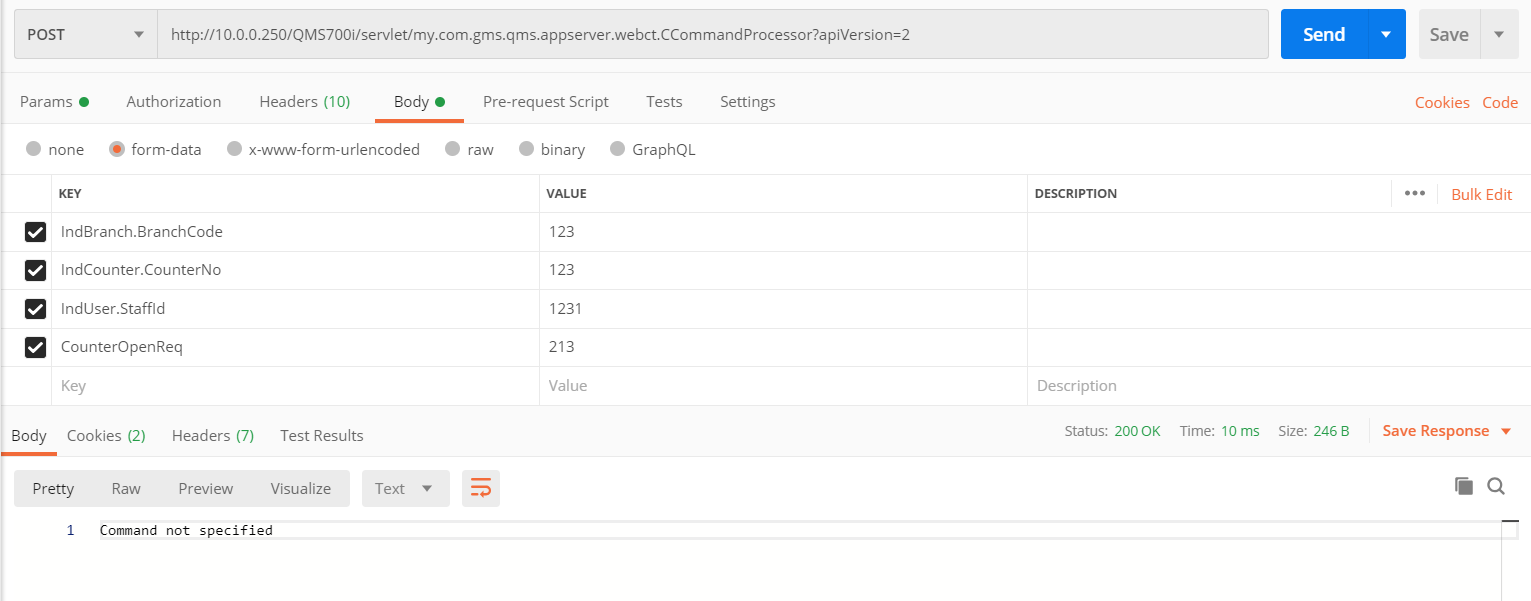 POST http://10.0.0.250/QMS700i/servlet/my.com.gms.qms.appserver.webct.CCommandProcessor?apiVersion=2 Send Save
Params Authorization Headers (10) Body Pre-request Script Tests Settings Cookies Code
none form-data x-www-form-urlencoded raw binary GraphQL
KEY VALUE DESCRIPTION ••• Bulk Edit
IndBranch.BranchCode 123
IndCounter.CounterNo 123
IndUser.StaffId 1231
CounterOpenReq 213
Key Value Description
Body Cookies (2) Headers (7) Test Results Status: 200 OK Time: 10 ms Size: 246 B Save Response
Pretty Raw Preview Visualize Text
1 Command not specified